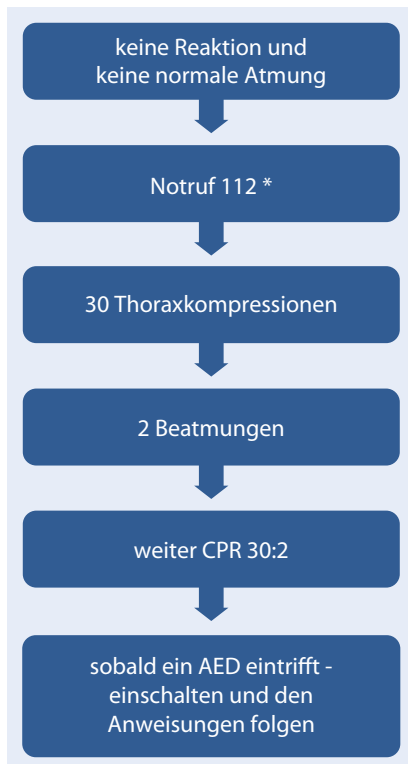 keine Reaktion und
keine normale Atmung
Notruf 112 *
30 Thoraxkompressionen
2 Beatmungen
weiter CPR 30:2
sobald ein AED eintrifft -
einschalten und den
Anweisungen folgen